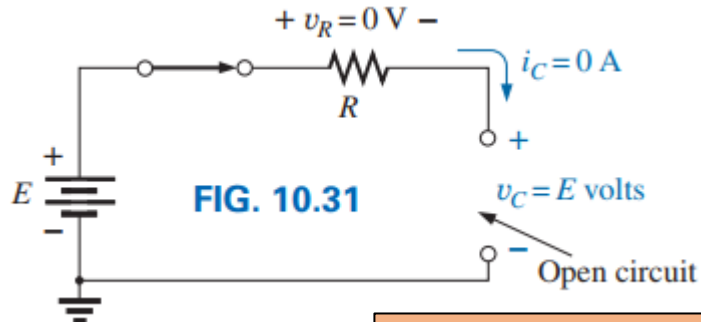 + v_R = 0 V −
i_C = 0 A
R
+
+
E
FIG. 10.31
v_C = E volts
−
−
Open circuit